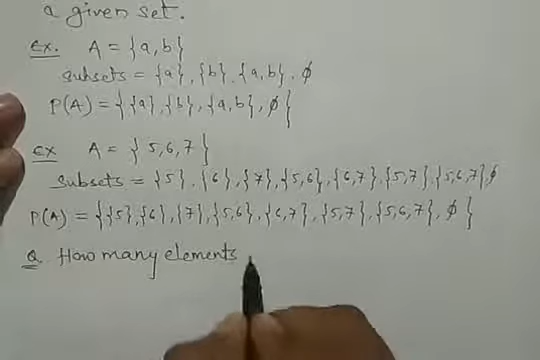 a given set.
Ex. A = {a, b}
subsets = {a}, {b}, {a, b}, ϕ
P(A) = {{a}, {b}, {a, b}, ϕ}
Ex A = {5, 6, 7}
subsets = {5}, {6}, {7}, {5, 6}, {6, 7}, {5, 7}, {5, 6, 7}, ϕ
P(A) = {{5}, {6}, {7}, {5, 6}, {6, 7}, {5, 7}, {5, 6, 7}, ϕ}
Q. How many elements